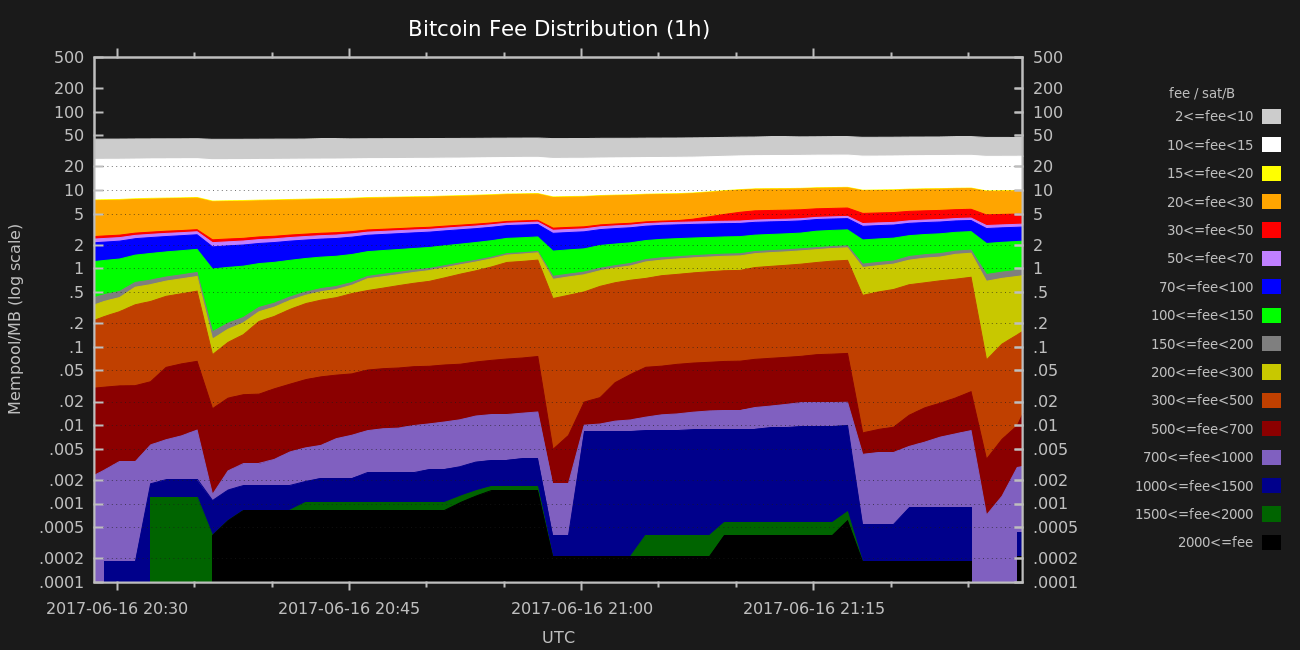 Bitcoin Fee Distribution (1h)
Mempool/MB (log scale)
500
200
100
50
20
10
5
2
1
.5
.2
.1
.05
.02
.01
.005
.002
.001
.0005
.0002
.0001
500
200
100
50
20
10
5
2
1
.5
.2
.1
.05
.02
.01
.005
.002
.001
.0005
.0002
.0001
2017-06-16 20:30
2017-06-16 20:45
2017-06-16 21:00
2017-06-16 21:15
UTC
fee / sat/B
2<=fee<10
10<=fee<15
15<=fee<20
20<=fee<30
30<=fee<50
50<=fee<70
70<=fee<100
100<=fee<150
150<=fee<200
200<=fee<300
300<=fee<500
500<=fee<700
700<=fee<1000
1000<=fee<1500
1500<=fee<2000
2000<=fee